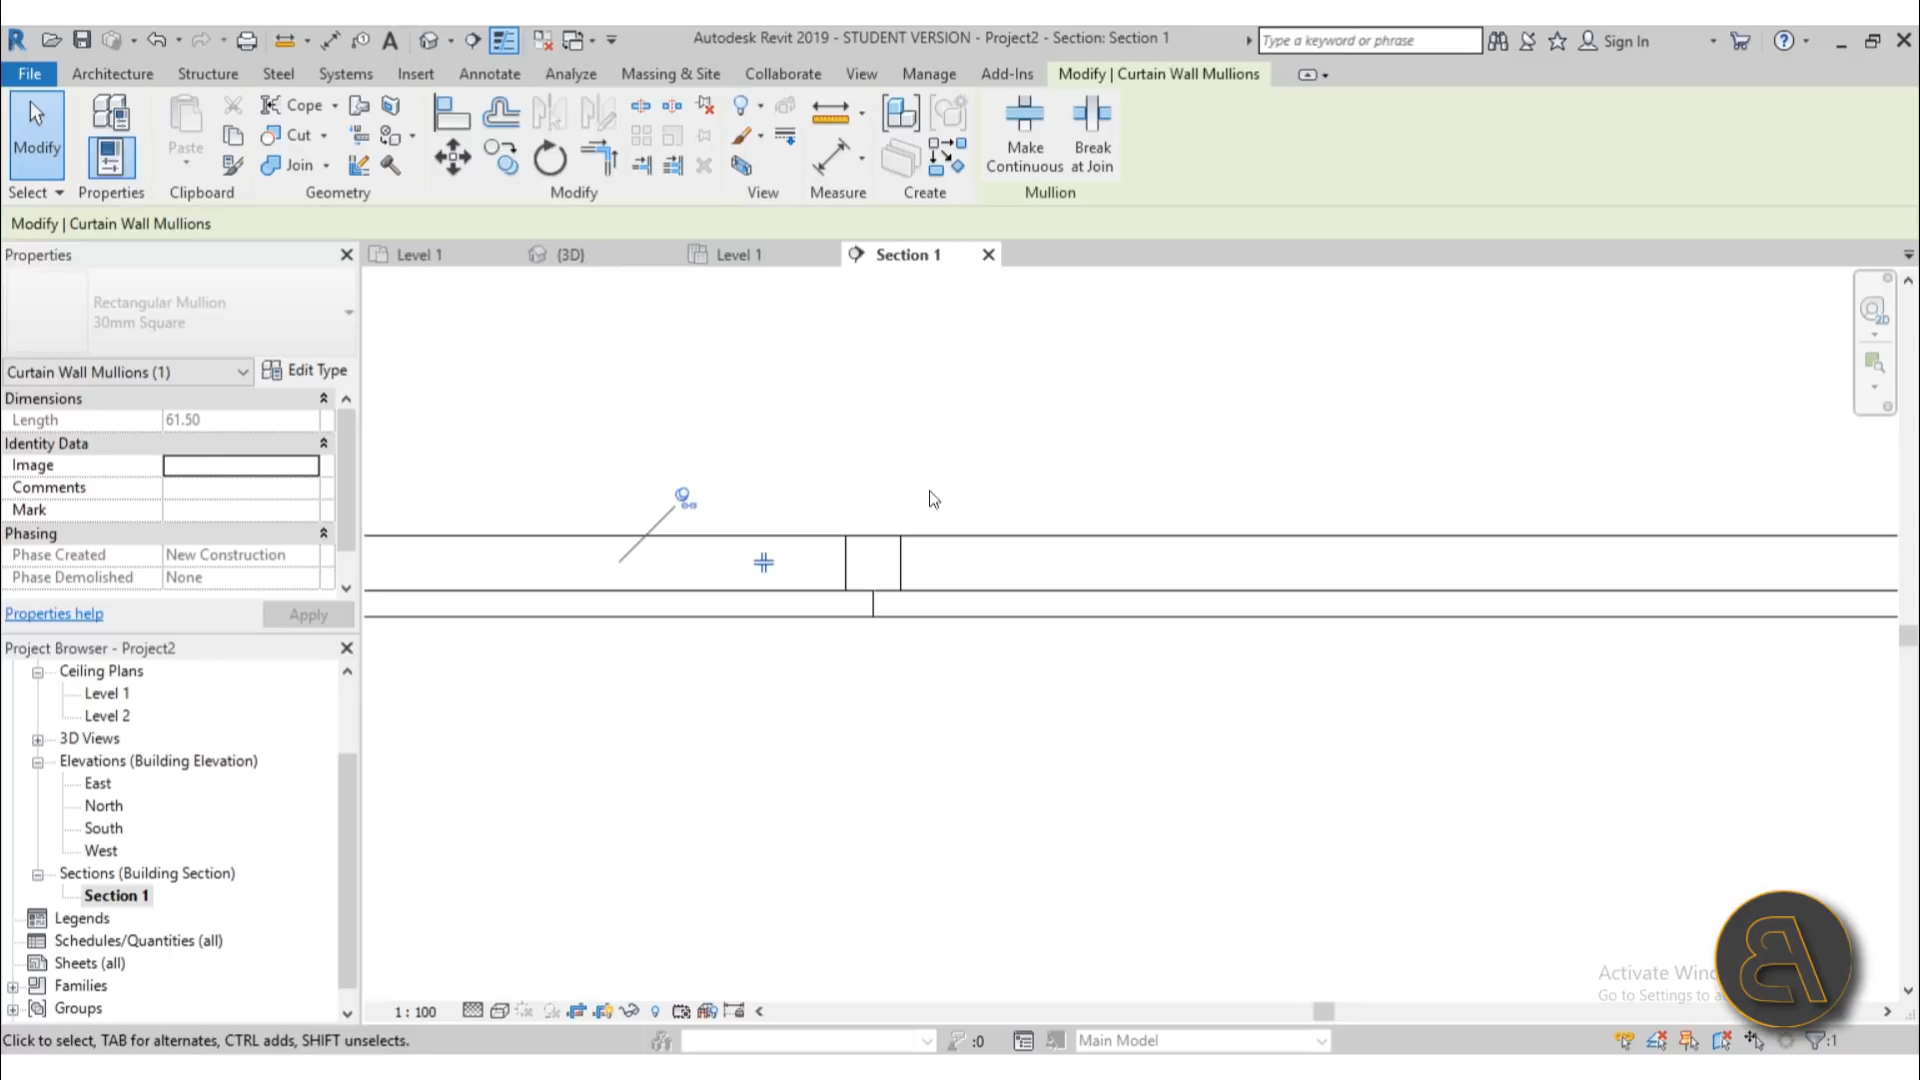 Autodesk Revit 2019 - STUDENT VERSION - Project2 - Section: Section 1
Type a keyword or phrase
Sign In
File Architecture Structure Steel Systems Insert Annotate Analyze Massing & Site Collaborate View Manage Add-Ins Modify | Curtain Wall Mullions
Modify
Paste
Cope
Cut
Join
Make Continuous
Break at Join
Select Properties Clipboard Geometry Modify View Measure Create Mullion
Modify | Curtain Wall Mullions
Properties
Level 1
{3D}
Level 1
Section 1
Rectangular Mullion
30mm Square
Curtain Wall Mullions (1)
Edit Type
Dimensions
Length 61.50
Identity Data
Image
Comments
Mark
Phasing
Phase Created New Construction
Phase Demolished None
Properties help
Apply
Project Browser - Project2
Ceiling Plans
Level 1
Level 2
3D Views
Elevations (Building Elevation)
East
North
South
West
Sections (Building Section)
Section 1
Legends
Schedules/Quantities (all)
Sheets (all)
Families
Groups
2D
1 : 100
Activate Wind
Go to Settings to a
Click to select, TAB for alternates, CTRL adds, SHIFT unselects.
:0
Main Model
:1